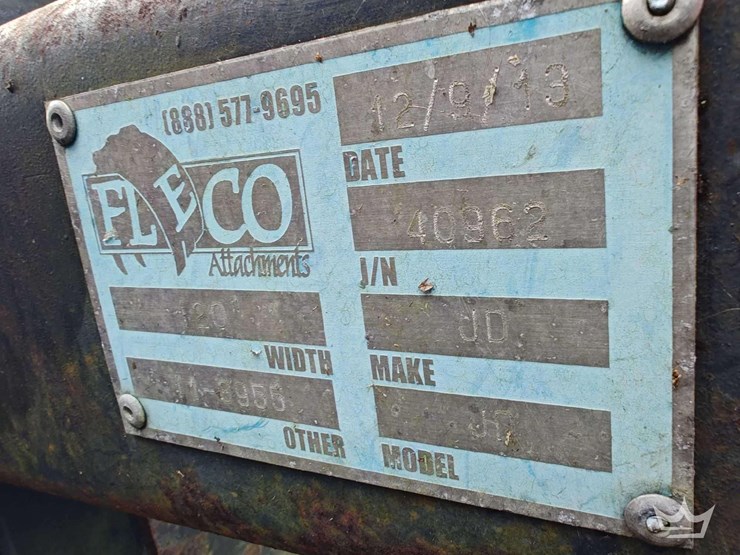 (888) 577-9695
FLECO
Attachments
12/9/13
DATE
40962
J/N
WIDTH
JD
MAKE
OTHER
MODEL